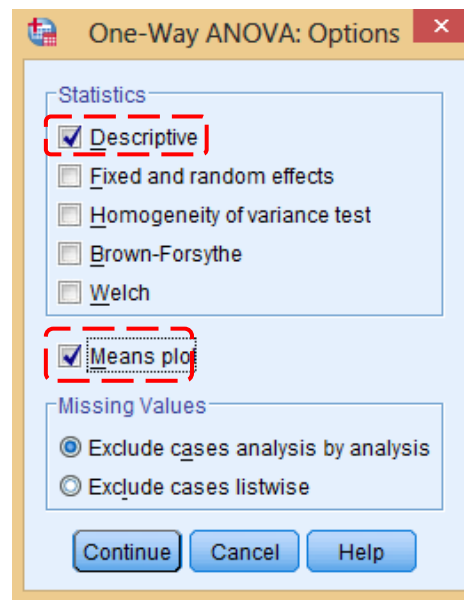 One-Way ANOVA: Options
Statistics
Descriptive
Fixed and random effects
Homogeneity of variance test
Brown-Forsythe
Welch
Means plot
Missing Values
Exclude cases analysis by analysis
Exclude cases listwise
Continue Cancel Help